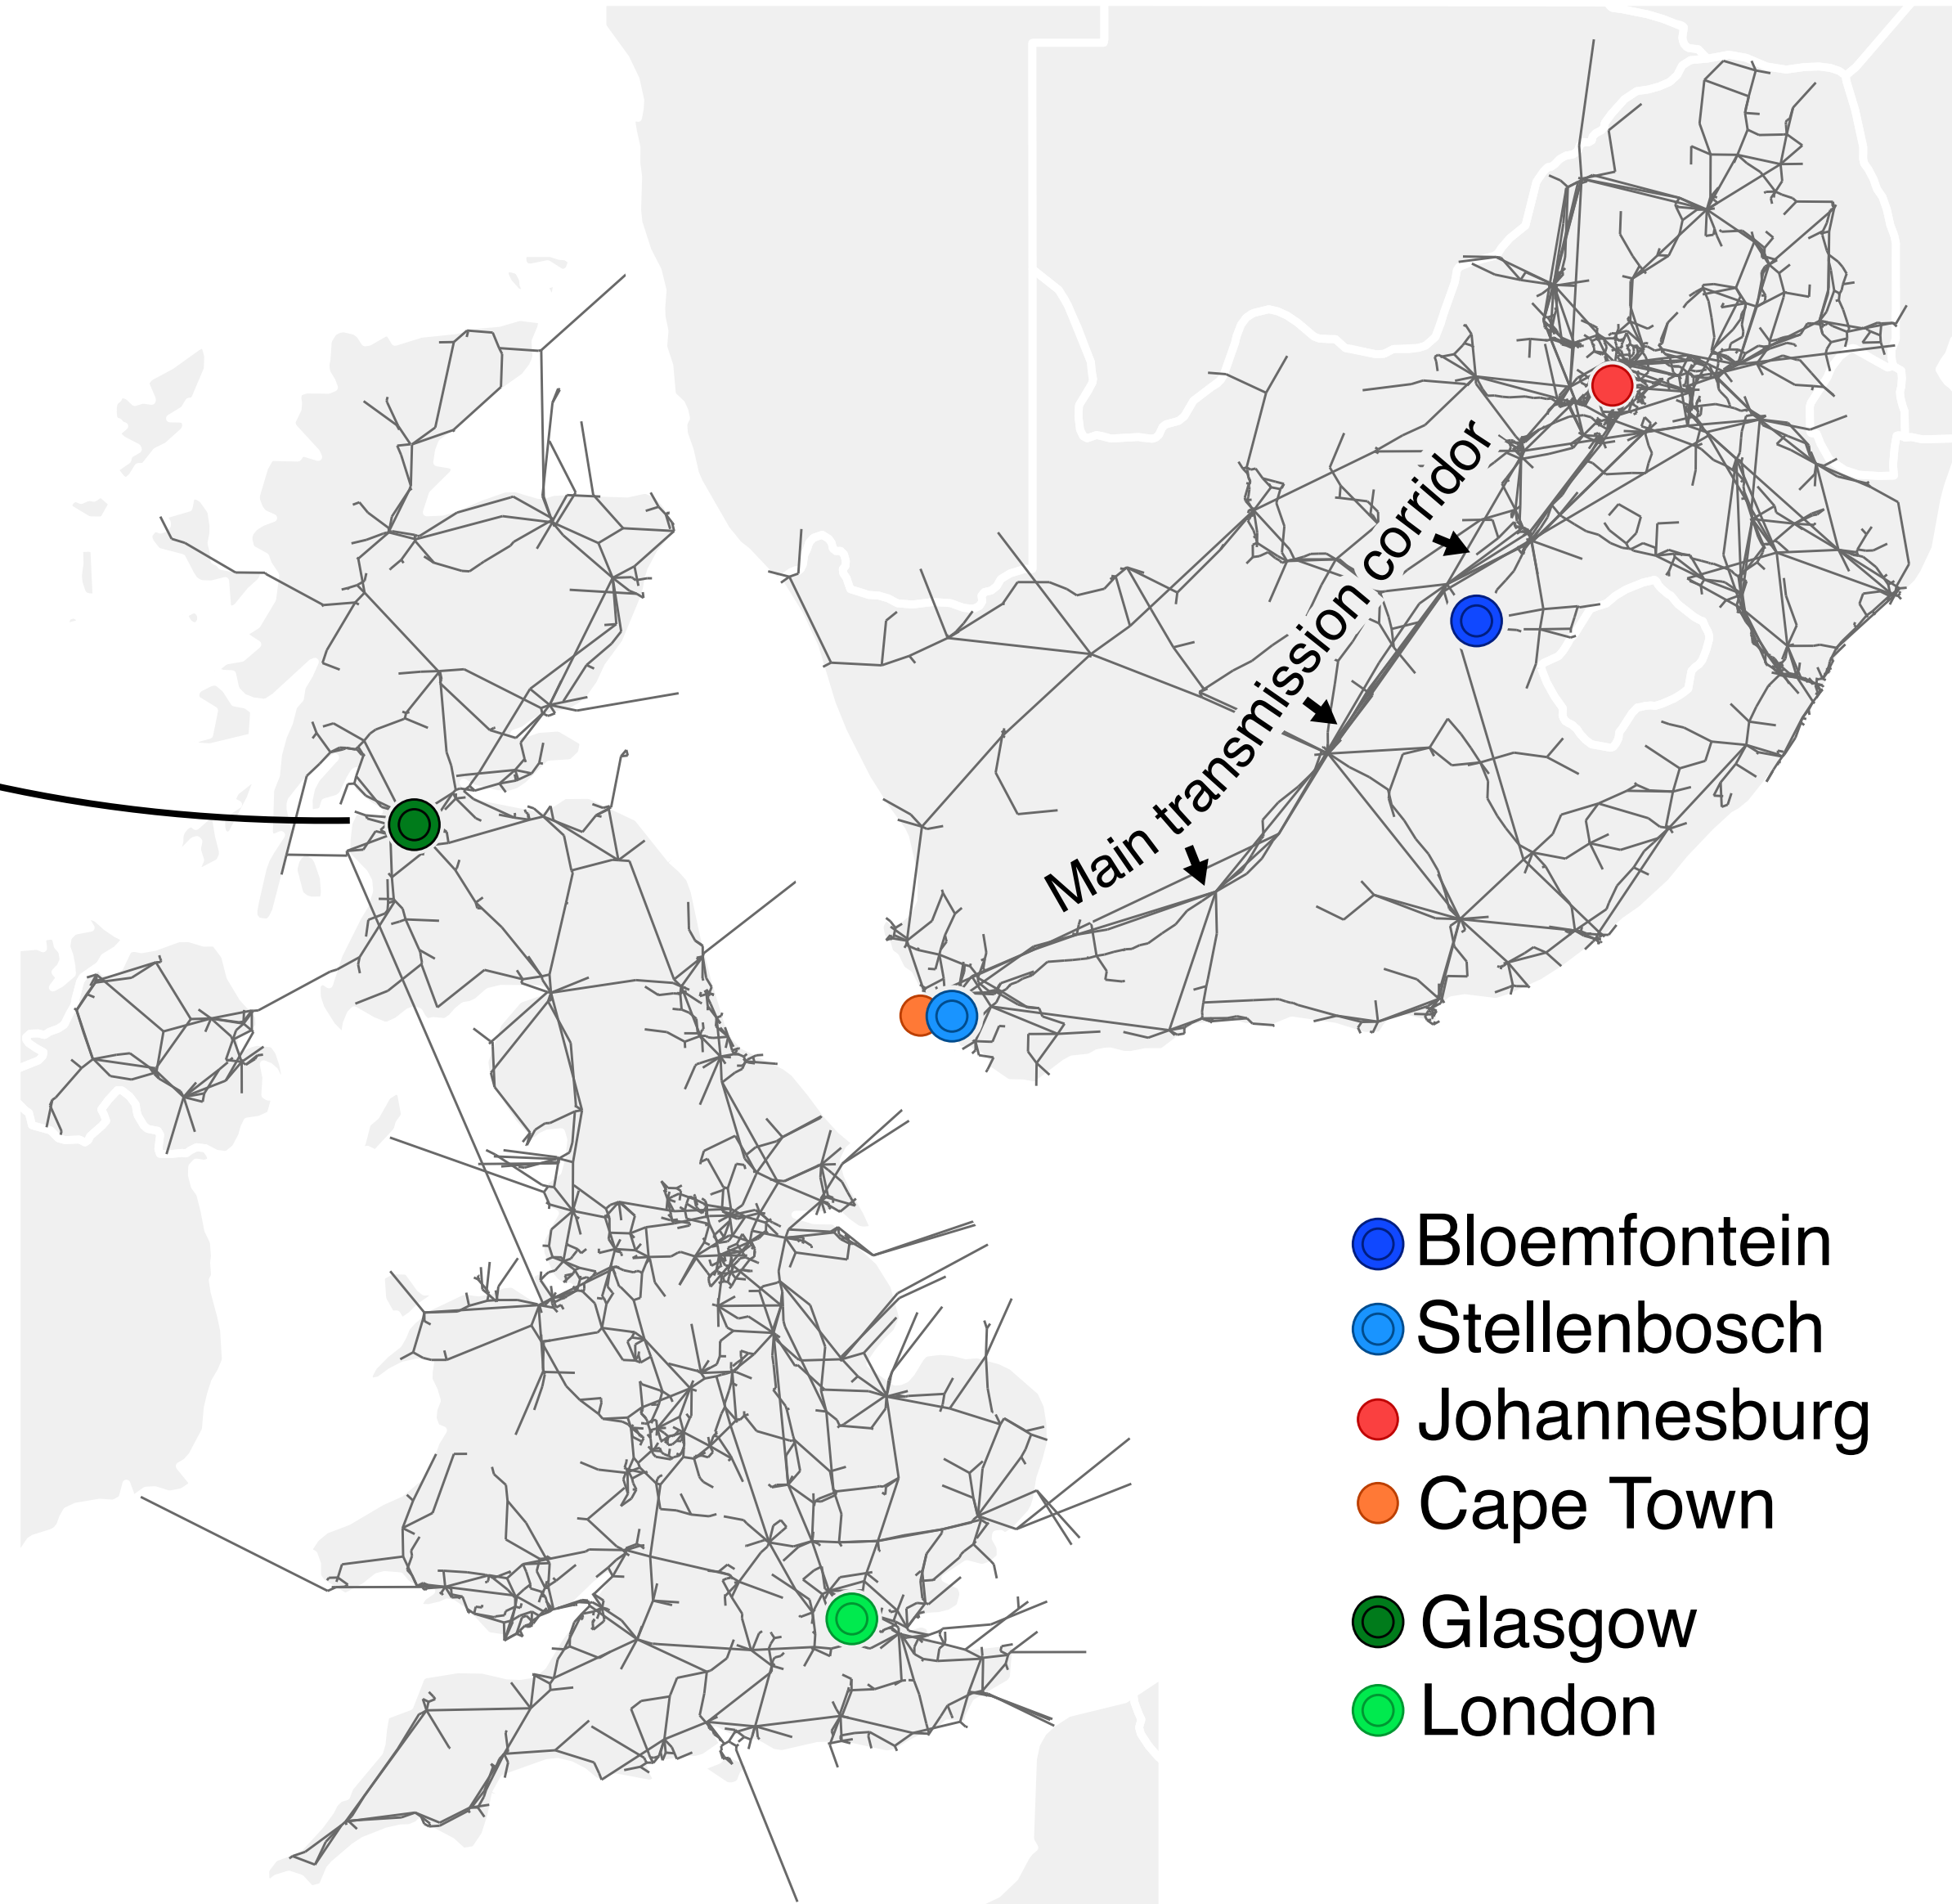 Main transmission corridor
Bloemfontein
Stellenbosch
Johannesburg
Cape Town
Glasgow
London